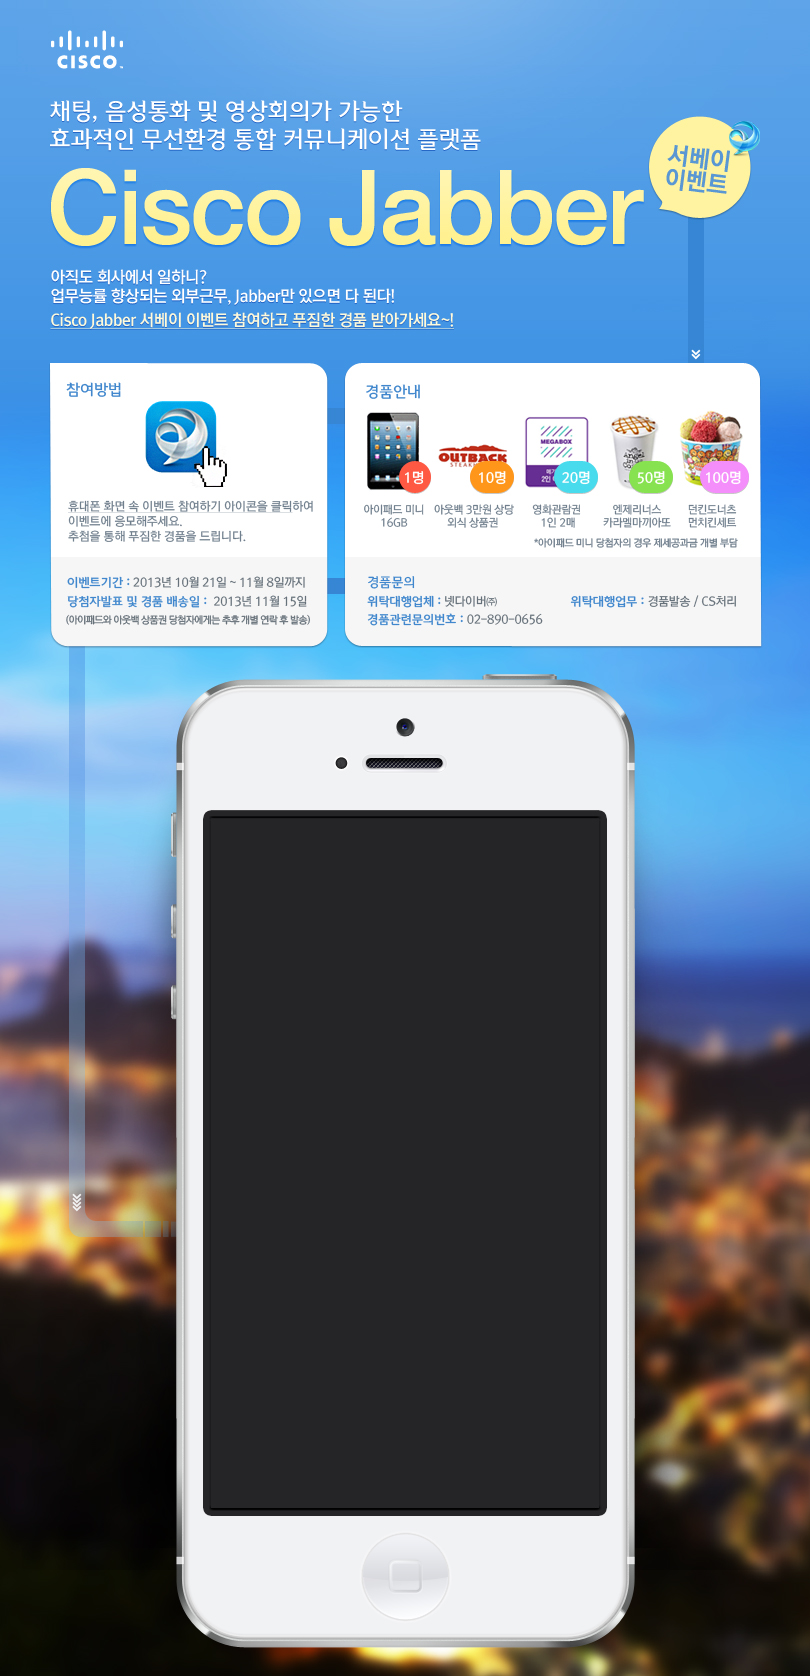 CISCO
채팅, 음성통화 및 영상회의가 가능한
효과적인 무선환경 통합 커뮤니케이션 플랫폼
Cisco Jabber
서베이
이벤트
아직도 회사에서 일하니?
업무능률 향상되는 외부근무, Jabber만 있으면 다 된다!
Cisco Jabber 서베이 이벤트 참여하고 푸짐한 경품 받아가세요~!
참여방법
휴대폰 화면 속 이벤트 참여하기 아이콘을 클릭하여
이벤트에 응모해주세요.
추첨을 통해 푸짐한 경품을 드립니다.
이벤트기간 : 2013년 10월 21일 ~ 11월 8일까지
당첨자발표 및 경품 배송일 : 2013년 11월 15일
(아이패드와 아웃백 상품권 당첨자에게는 추후 개별 연락 후 발송)
경품안내
1명
OUTBACK
10명
MEGABOX
20명
50명
100명
아이패드 미니
16GB
아웃백 3만원 상당
외식 상품권
영화관람권
1인 2매
엔제리너스
카라멜마끼아또
던킨도너츠
먼치킨세트
*아이패드 미니 당첨자의 경우 제세공과금 개별 부담
경품문의
위탁대행업체 : 넷다이버㈜
위탁대행업무 : 경품발송 / CS처리
경품관련문의번호 : 02-890-0656